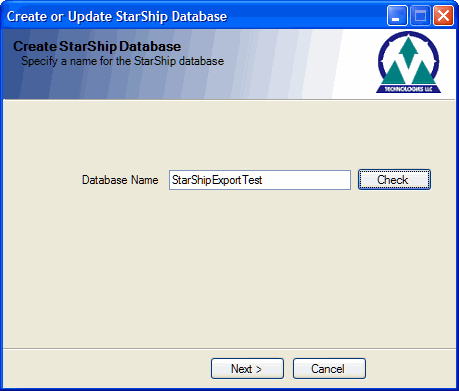 Create or Update StarShip Database
Create StarShip Database
Specify a name for the StarShip database
TECHNOLOGIES LLC
Database Name StarShipExportTest Check
Next > Cancel